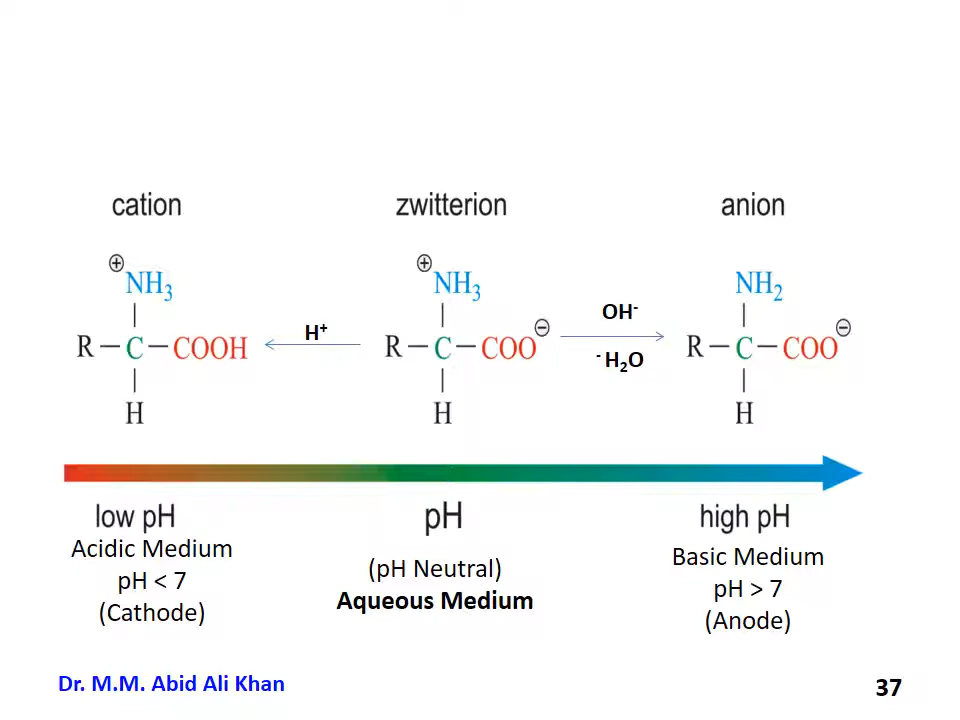 cation zwitterion anion
⊕ ⊕
NH₃ NH₃ NH₂
OH⁻
R – C – COOH H⁺ R – C – COO⊖ ⁻H₂O R – C – COO⊖
H H H
low pH pH high pH
Acidic Medium (pH Neutral) Basic Medium
pH < 7 Aqueous Medium pH > 7
(Cathode) (Anode)
Dr. M.M. Abid Ali Khan 37